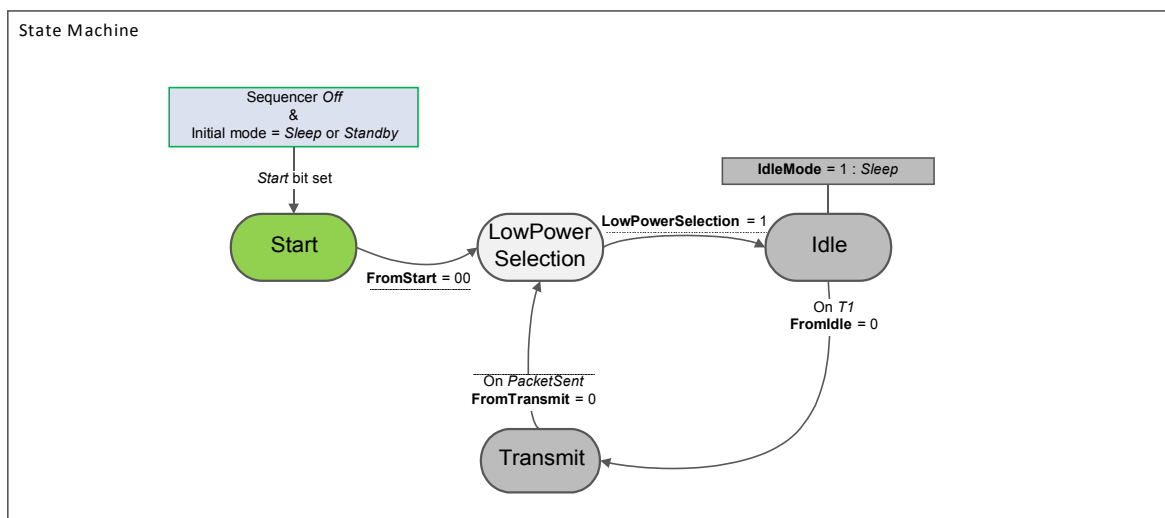 State Machine
Sequencer Off
&
Initial mode = Sleep or Standby
Start bit set
IdleMode = 1 : Sleep
Start
FromStart = 00
LowPower
Selection
LowPowerSelection = 1
Idle
On T1
FromIdle = 0
On PacketSent
FromTransmit = 0
Transmit